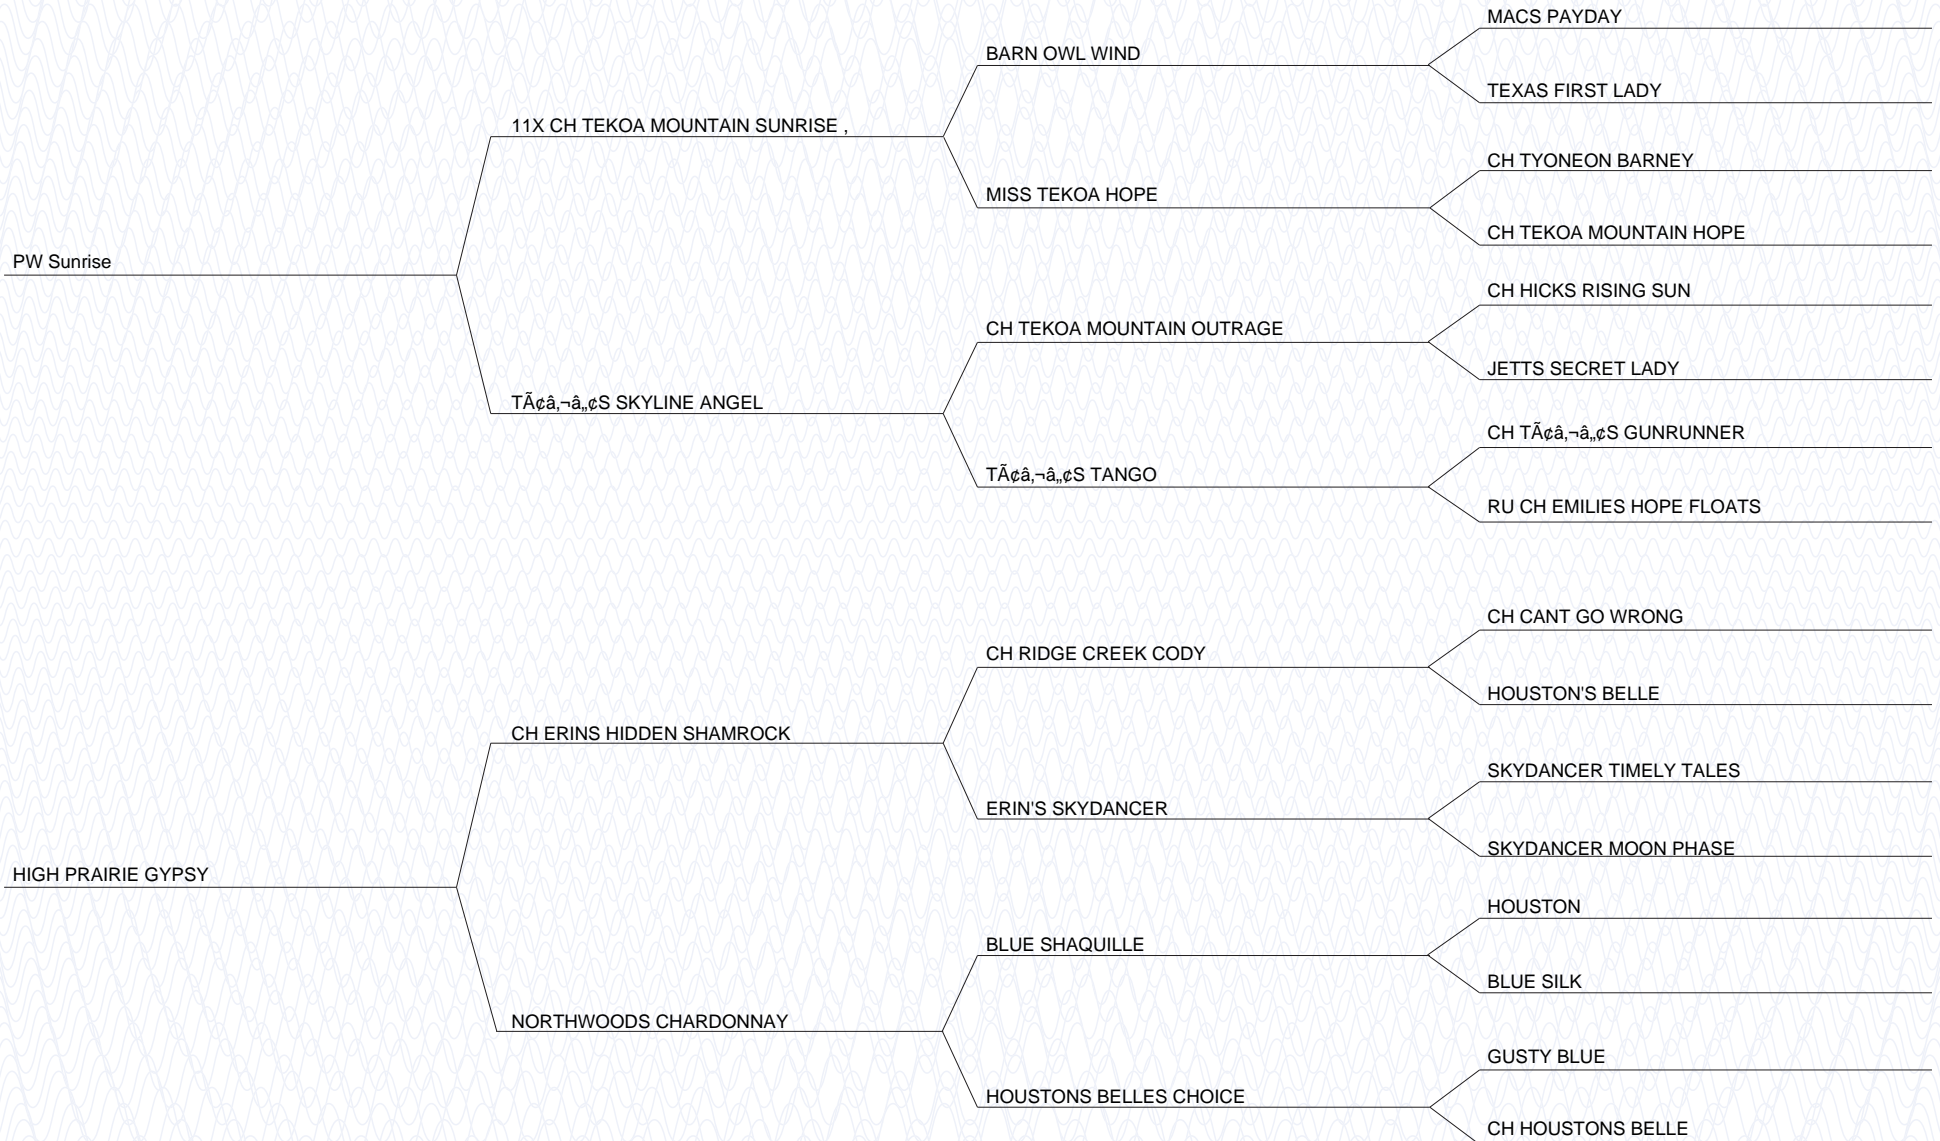 MACS PAYDAY
BARN OWL WIND
TEXAS FIRST LADY
11X CH TEKOA MOUNTAIN SUNRISE ,
CH TYONEON BARNEY
MISS TEKOA HOPE
CH TEKOA MOUNTAIN HOPE
PW Sunrise
CH HICKS RISING SUN
CH TEKOA MOUNTAIN OUTRAGE
JETTS SECRET LADY
TÃ¢â‚¬â„¢S SKYLINE ANGEL
CH TÃ¢â‚¬â„¢S GUNRUNNER
TÃ¢â‚¬â„¢S TANGO
RU CH EMILIES HOPE FLOATS
CH CANT GO WRONG
CH RIDGE CREEK CODY
HOUSTON'S BELLE
CH ERINS HIDDEN SHAMROCK
SKYDANCER TIMELY TALES
ERIN'S SKYDANCER
SKYDANCER MOON PHASE
HIGH PRAIRIE GYPSY
HOUSTON
BLUE SHAQUILLE
BLUE SILK
NORTHWOODS CHARDONNAY
GUSTY BLUE
HOUSTONS BELLES CHOICE
CH HOUSTONS BELLE